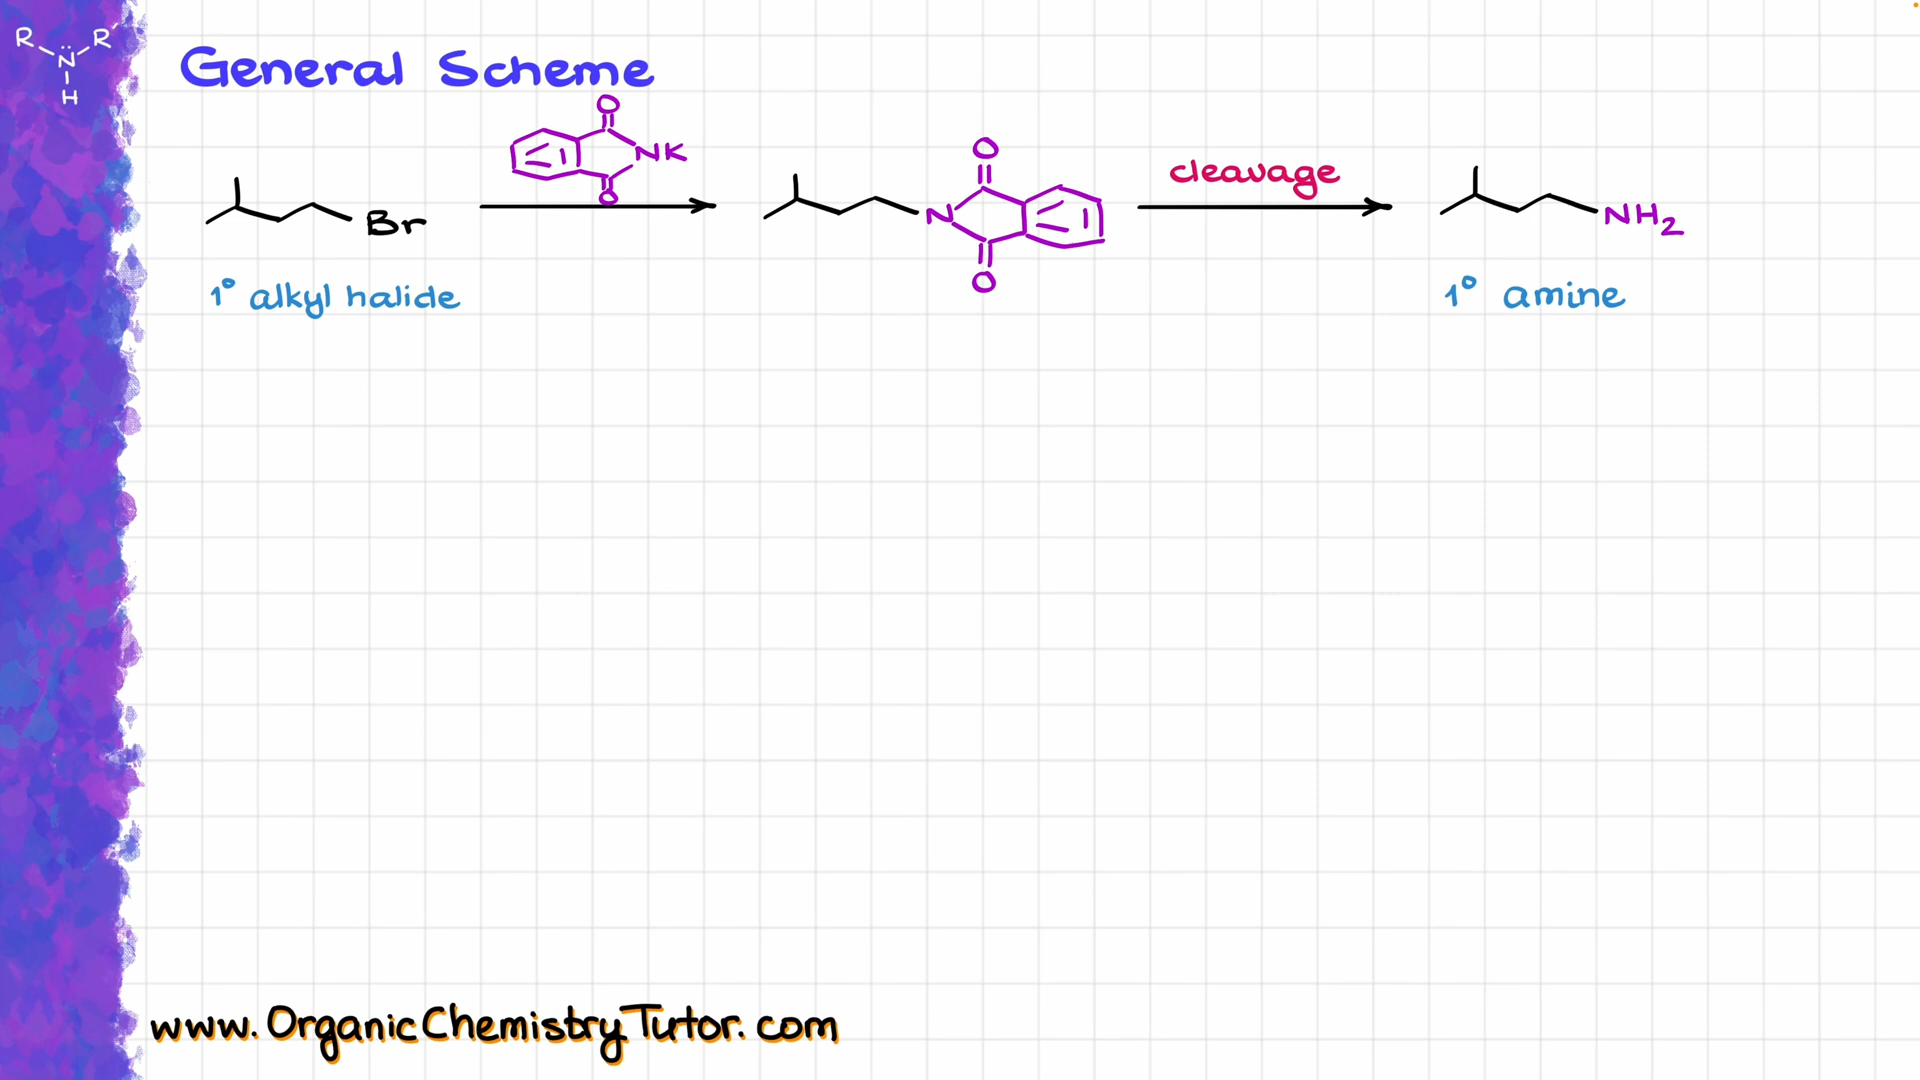 R N̈ R'
H
General Scheme
O
NK
O
Br
N
O
O
cleavage
NH₂
1° alkyl halide
1° amine
www.OrganicChemistryTutor.com